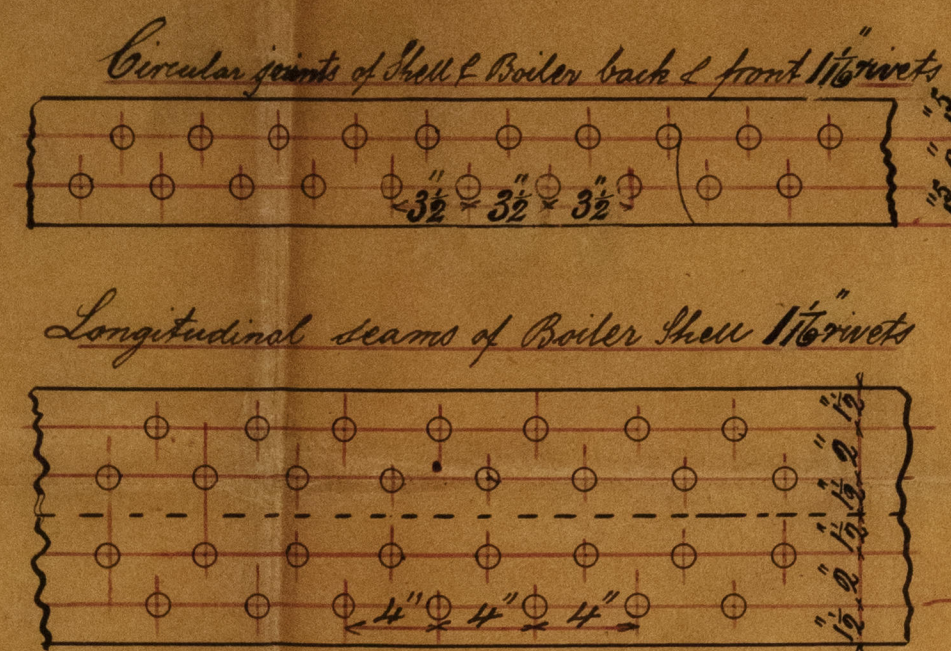 Circular joints of Shell & Boiler back & front 1 1/16" rivets
3 1/2" 3 1/2" 3 1/2"
Longitudinal seams of Boiler Shell 1 1/16" rivets
1 1/2"
2"
1 1/2"
1 1/2"
2"
1 1/2"
4" 4" 4"